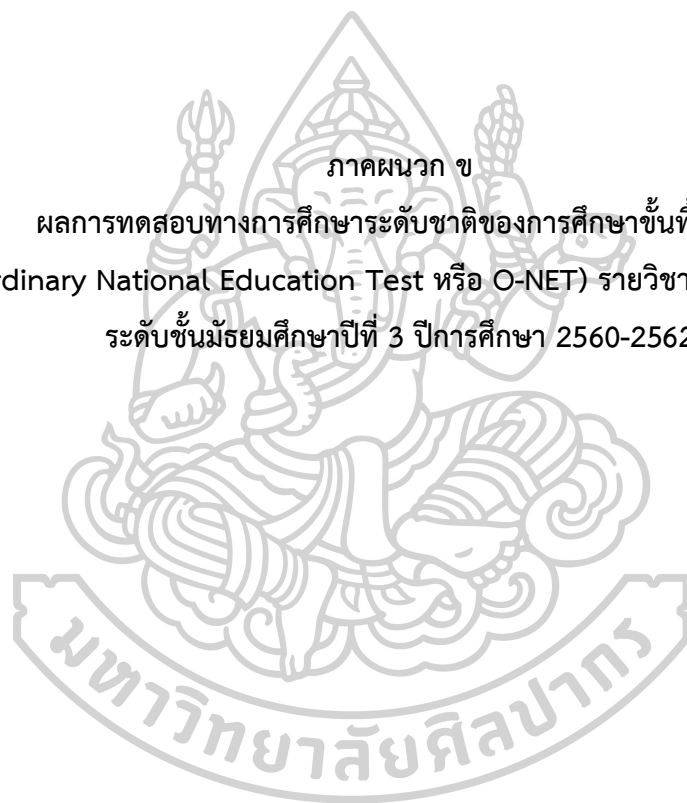 ภาคผนวก ข
ผลการทดสอบทางการศึกษาระดับชาติของการศึกษาขั้นพื้
rdinary National Education Test หรือ O-NET) รายวิชา
ระดับชั้นมัธยมศึกษาปีที่ 3 ปีการศึกษา 2560-2562
มหาวิทยาลัยศิลปากร